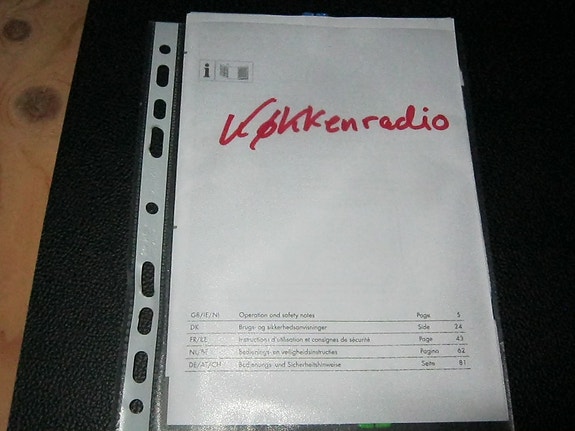 i
Køkkenradio
GB/IE/NI Operation and safety notes Page 5
DK Brugs- og sikkerhedsanvisninger Side 24
FR/BE Instructions d'utilisation et consignes de sécurité Page 43
NL/BE Bedienings- en veiligheidsinstructies Pagina 62
DE/AT/CH Bedienungs- und Sicherheitshinweise Seite 81